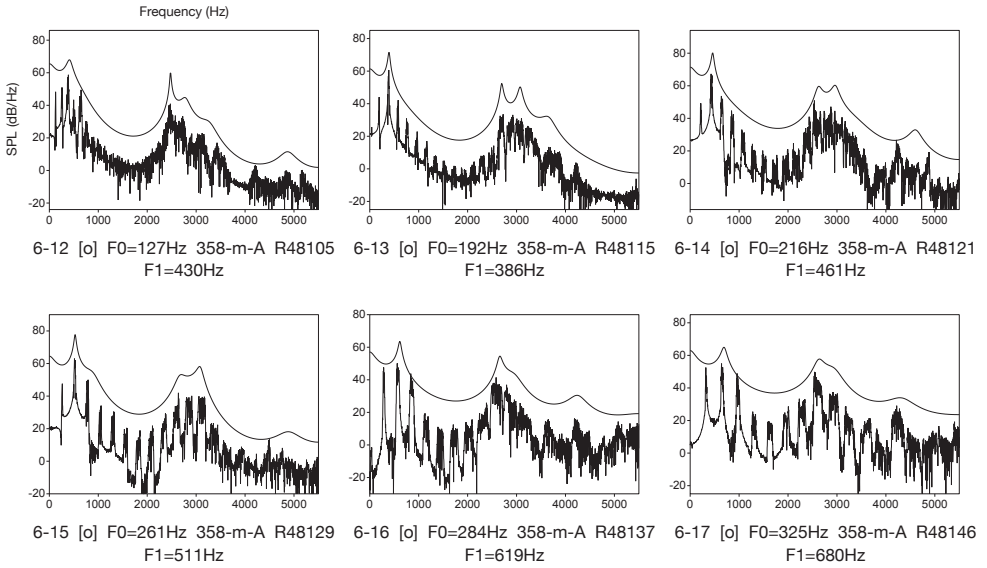 Frequency (Hz)
SPL (dB/Hz)
80
60
40
20
0
-20
0 1000 2000 3000 4000 5000
80
60
40
20
0
-20
0 1000 2000 3000 4000 5000
80
60
40
20
0
0 1000 2000 3000 4000 5000
6-12 [o] F0=127Hz 358-m-A R48105
F1=430Hz
6-13 [o] F0=192Hz 358-m-A R48115
F1=386Hz
6-14 [o] F0=216Hz 358-m-A R48121
F1=461Hz
80
60
40
20
0
-20
0 1000 2000 3000 4000 5000
80
60
40
20
0
-20
0 1000 2000 3000 4000 5000
80
60
40
20
0
-20
0 1000 2000 3000 4000 5000
6-15 [o] F0=261Hz 358-m-A R48129
F1=511Hz
6-16 [o] F0=284Hz 358-m-A R48137
F1=619Hz
6-17 [o] F0=325Hz 358-m-A R48146
F1=680Hz